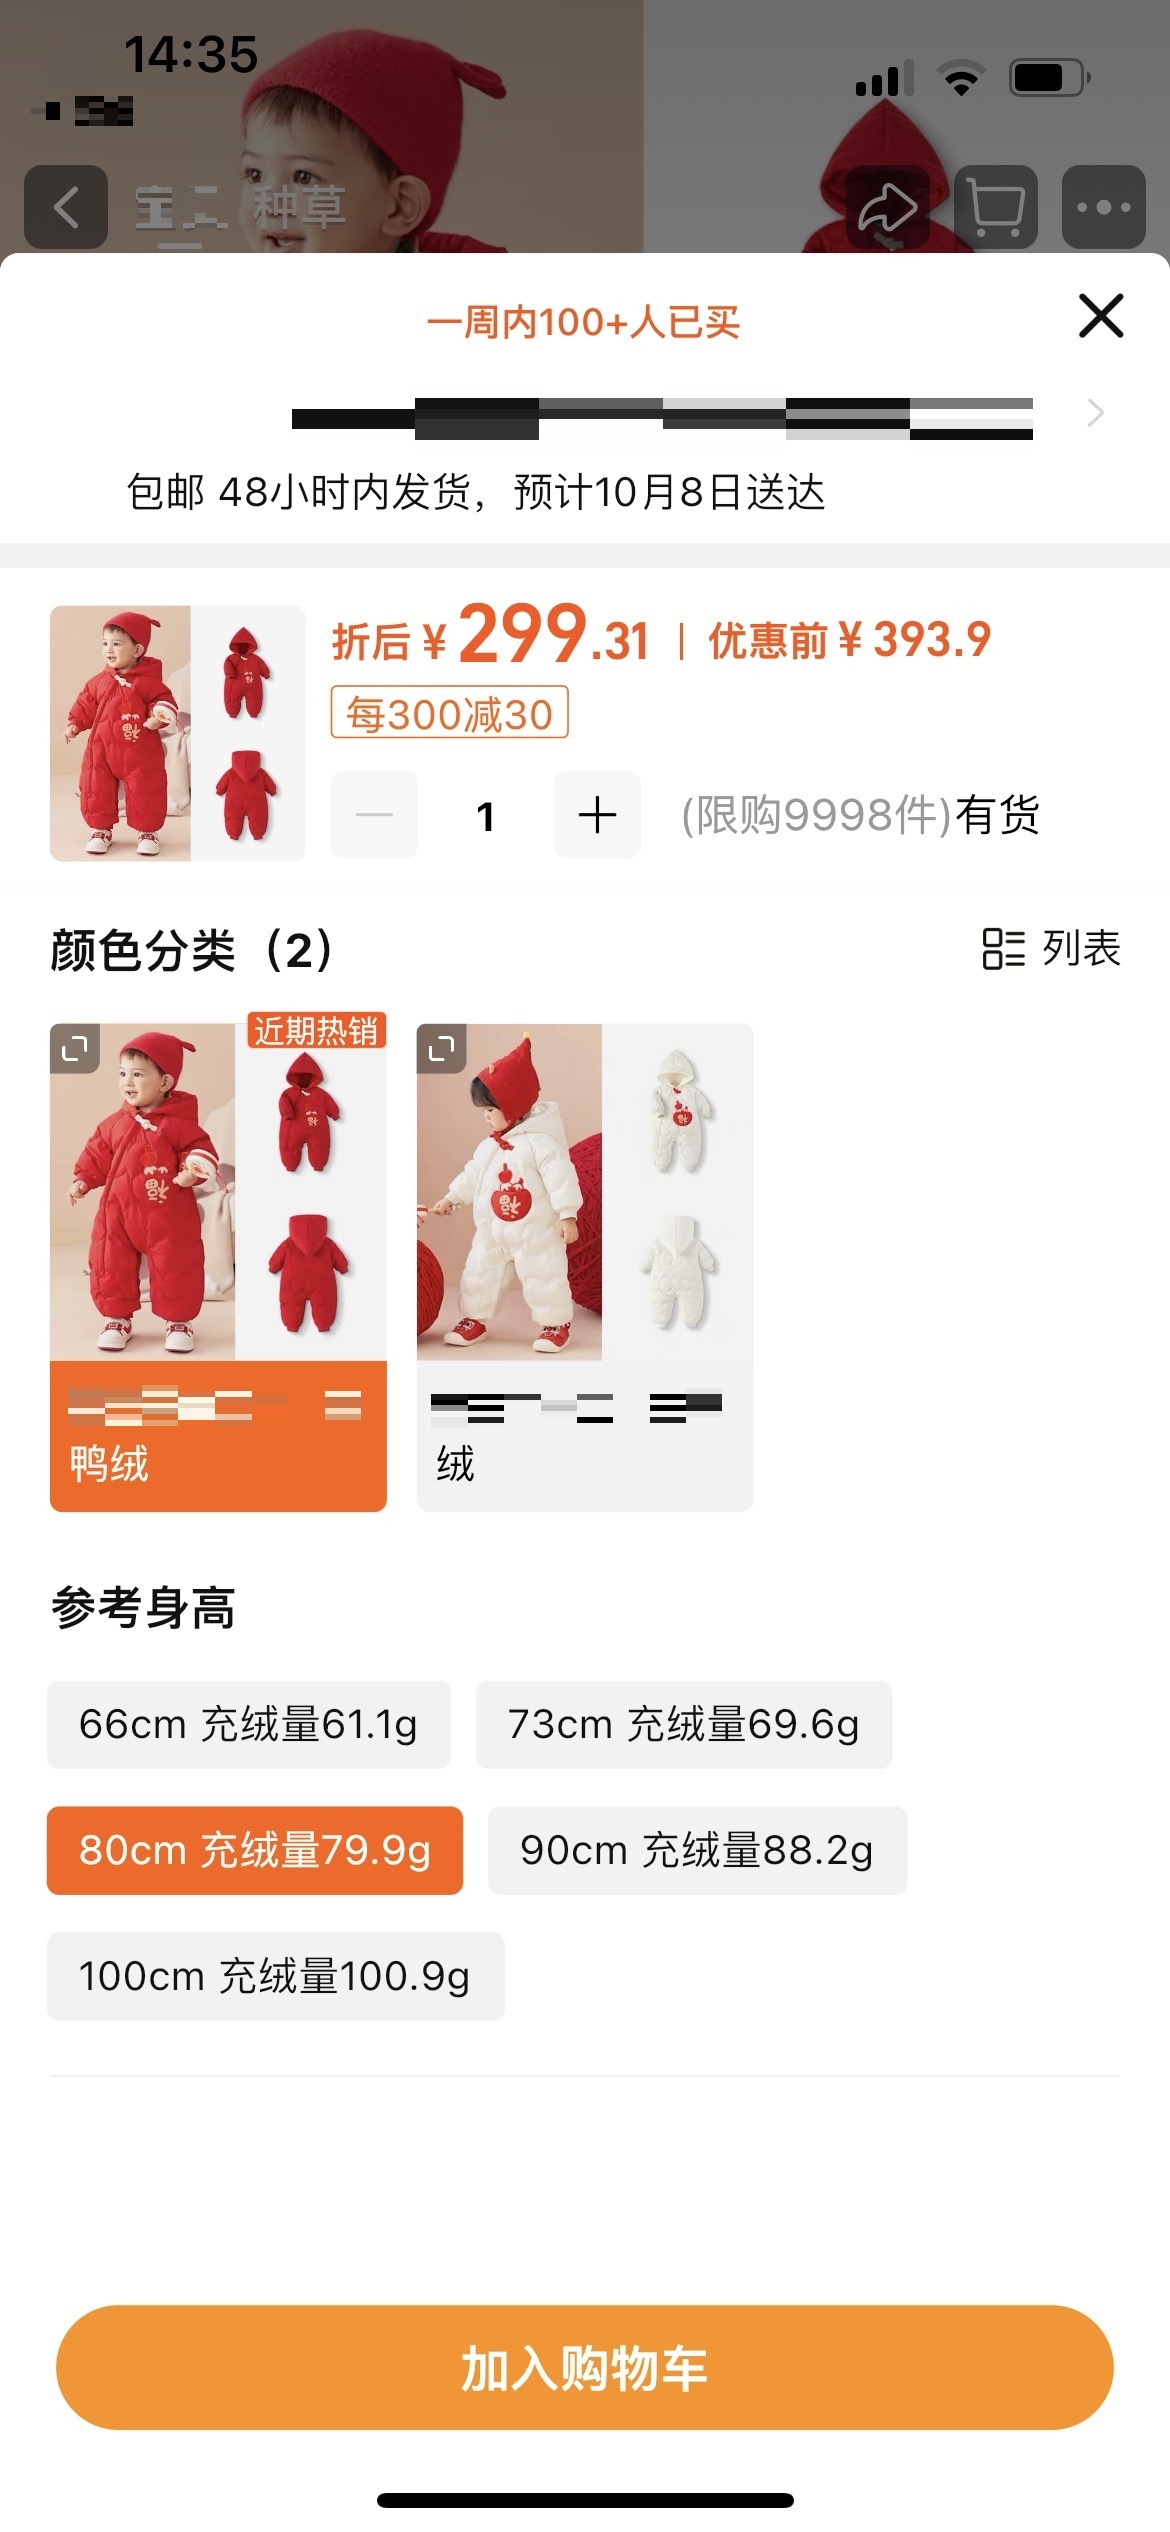 14:35
种草
一周内100+人已买
包邮 48小时内发货，预计10月8日送达
折后¥299.31 | 优惠前¥393.9
每300减30
1
(限购9998件)有货
颜色分类（2）
列表
近期热销
鸭绒
绒
参考身高
66cm 充绒量61.1g
73cm 充绒量69.6g
80cm 充绒量79.9g
90cm 充绒量88.2g
100cm 充绒量100.9g
加入购物车